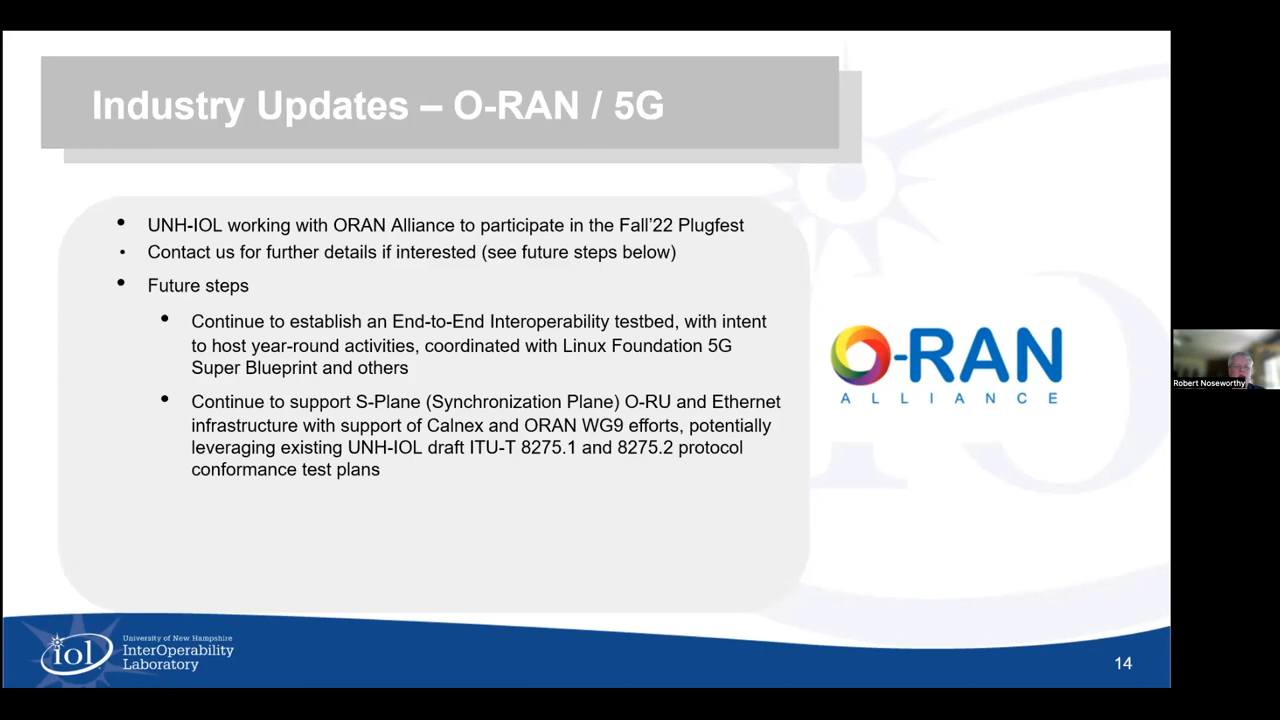 Industry Updates – O-RAN / 5G
• UNH-IOL working with ORAN Alliance to participate in the Fall’22 Plugfest
• Contact us for further details if interested (see future steps below)
• Future steps
• Continue to establish an End-to-End Interoperability testbed, with intent
to host year-round activities, coordinated with Linux Foundation 5G
Super Blueprint and others
• Continue to support S-Plane (Synchronization Plane) O-RU and Ethernet
infrastructure with support of Calnex and ORAN WG9 efforts, potentially
leveraging existing UNH-IOL draft ITU-T 8275.1 and 8275.2 protocol
conformance test plans
O-RAN
ALLIANCE
Robert Noseworthy
iol
University of New Hampshire
InterOperability
Laboratory
14